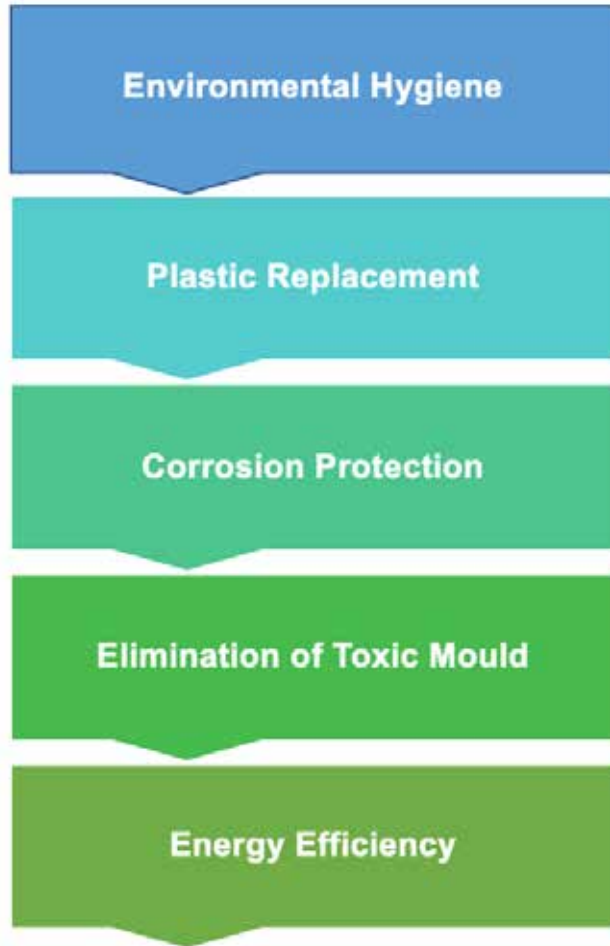 Environmental Hygiene
Plastic Replacement
Corrosion Protection
Elimination of Toxic Mould
Energy Efficiency